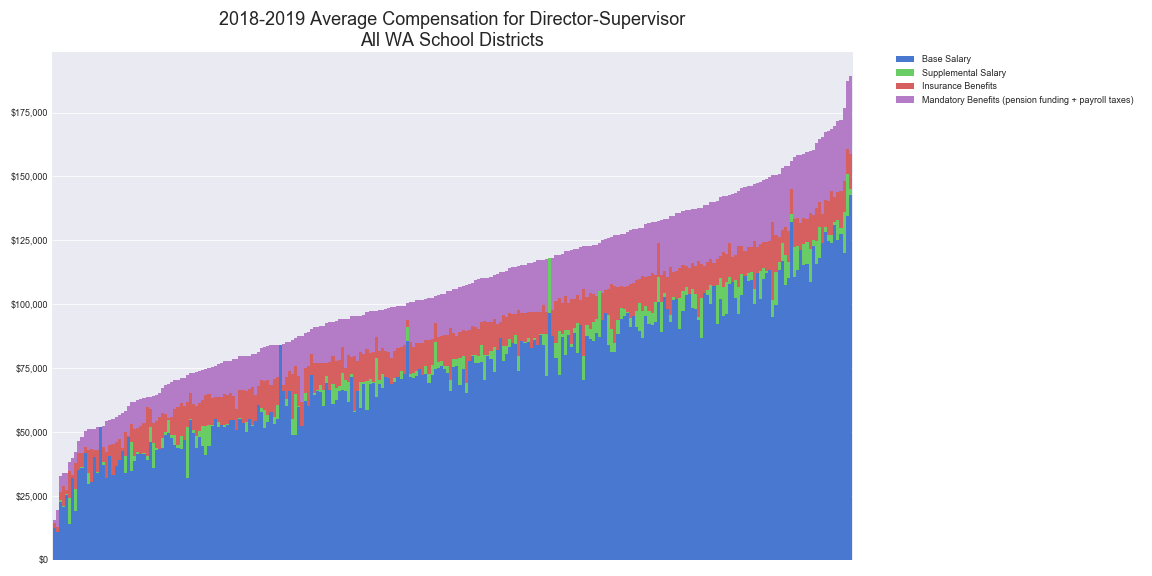 2018-2019 Average Compensation for Director-Supervisor
All WA School Districts
Base Salary
Supplemental Salary
Insurance Benefits
Mandatory Benefits (pension funding + payroll taxes)
$175,000
$150,000
$125,000
$100,000
$75,000
$50,000
$25,000
$0